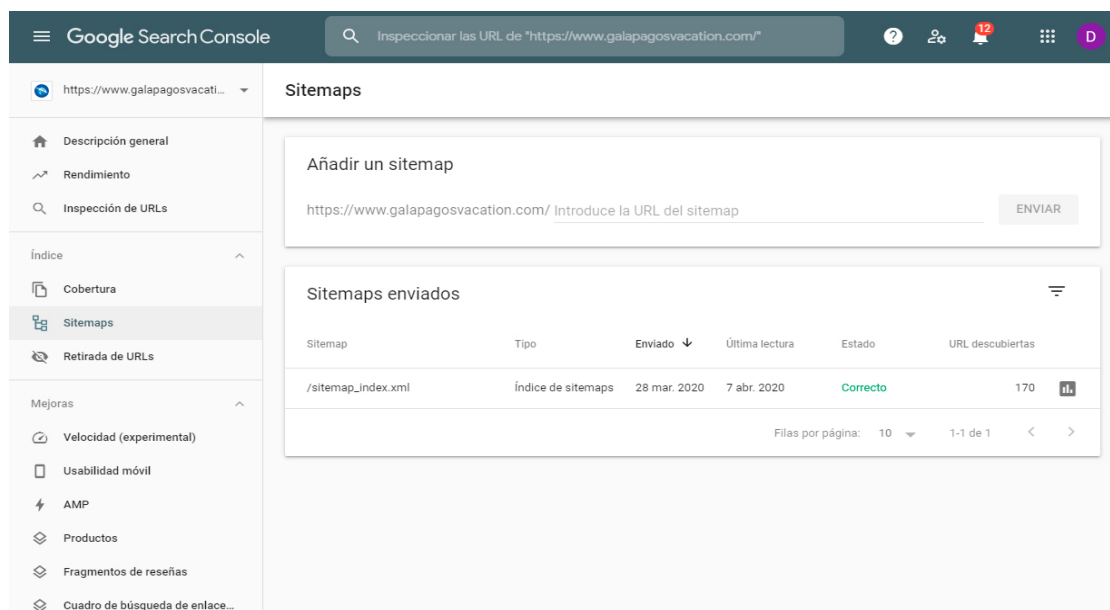 Google Search Console
Inspeccionar las URL de "https://www.galapagosvacation.com/"
12
D
https://www.galapagosvacati...
Sitemaps
Descripción general
Rendimiento
Inspección de URLs
Índice
Cobertura
Sitemaps
Retirada de URLs
Mejoras
Velocidad (experimental)
Usabilidad móvil
AMP
Productos
Fragmentos de reseñas
Cuadro de búsqueda de enlace...
Añadir un sitemap
https://www.galapagosvacation.com/ Introduce la URL del sitemap
ENVIAR
Sitemaps enviados
Sitemap Tipo Enviado Última lectura Estado URL descubiertas
/sitemap_index.xml Índice de sitemaps 28 mar. 2020 7 abr. 2020 Correcto 170
Filas por página: 10 1-1 de 1